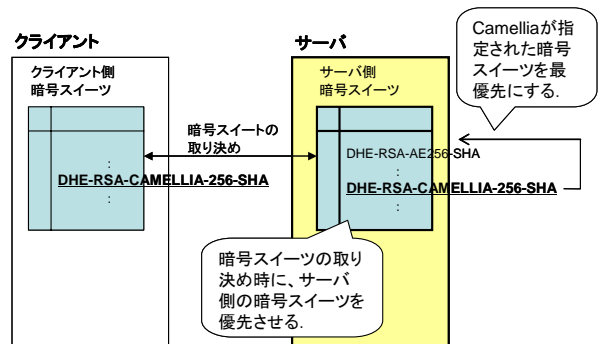 クライアント
クライアント側
暗号スイーツ
:
DHE-RSA-CAMELLIA-256-SHA
:
暗号スイートの
取り決め
サーバ
サーバ側
暗号スイーツ
DHE-RSA-AE256-SHA
:
DHE-RSA-CAMELLIA-256-SHA
:
Camelliaが指
定された暗号
スイーツを最
優先にする.
暗号スイーツの取り
決め時に、サーバ
側の暗号スイーツを
優先させる.